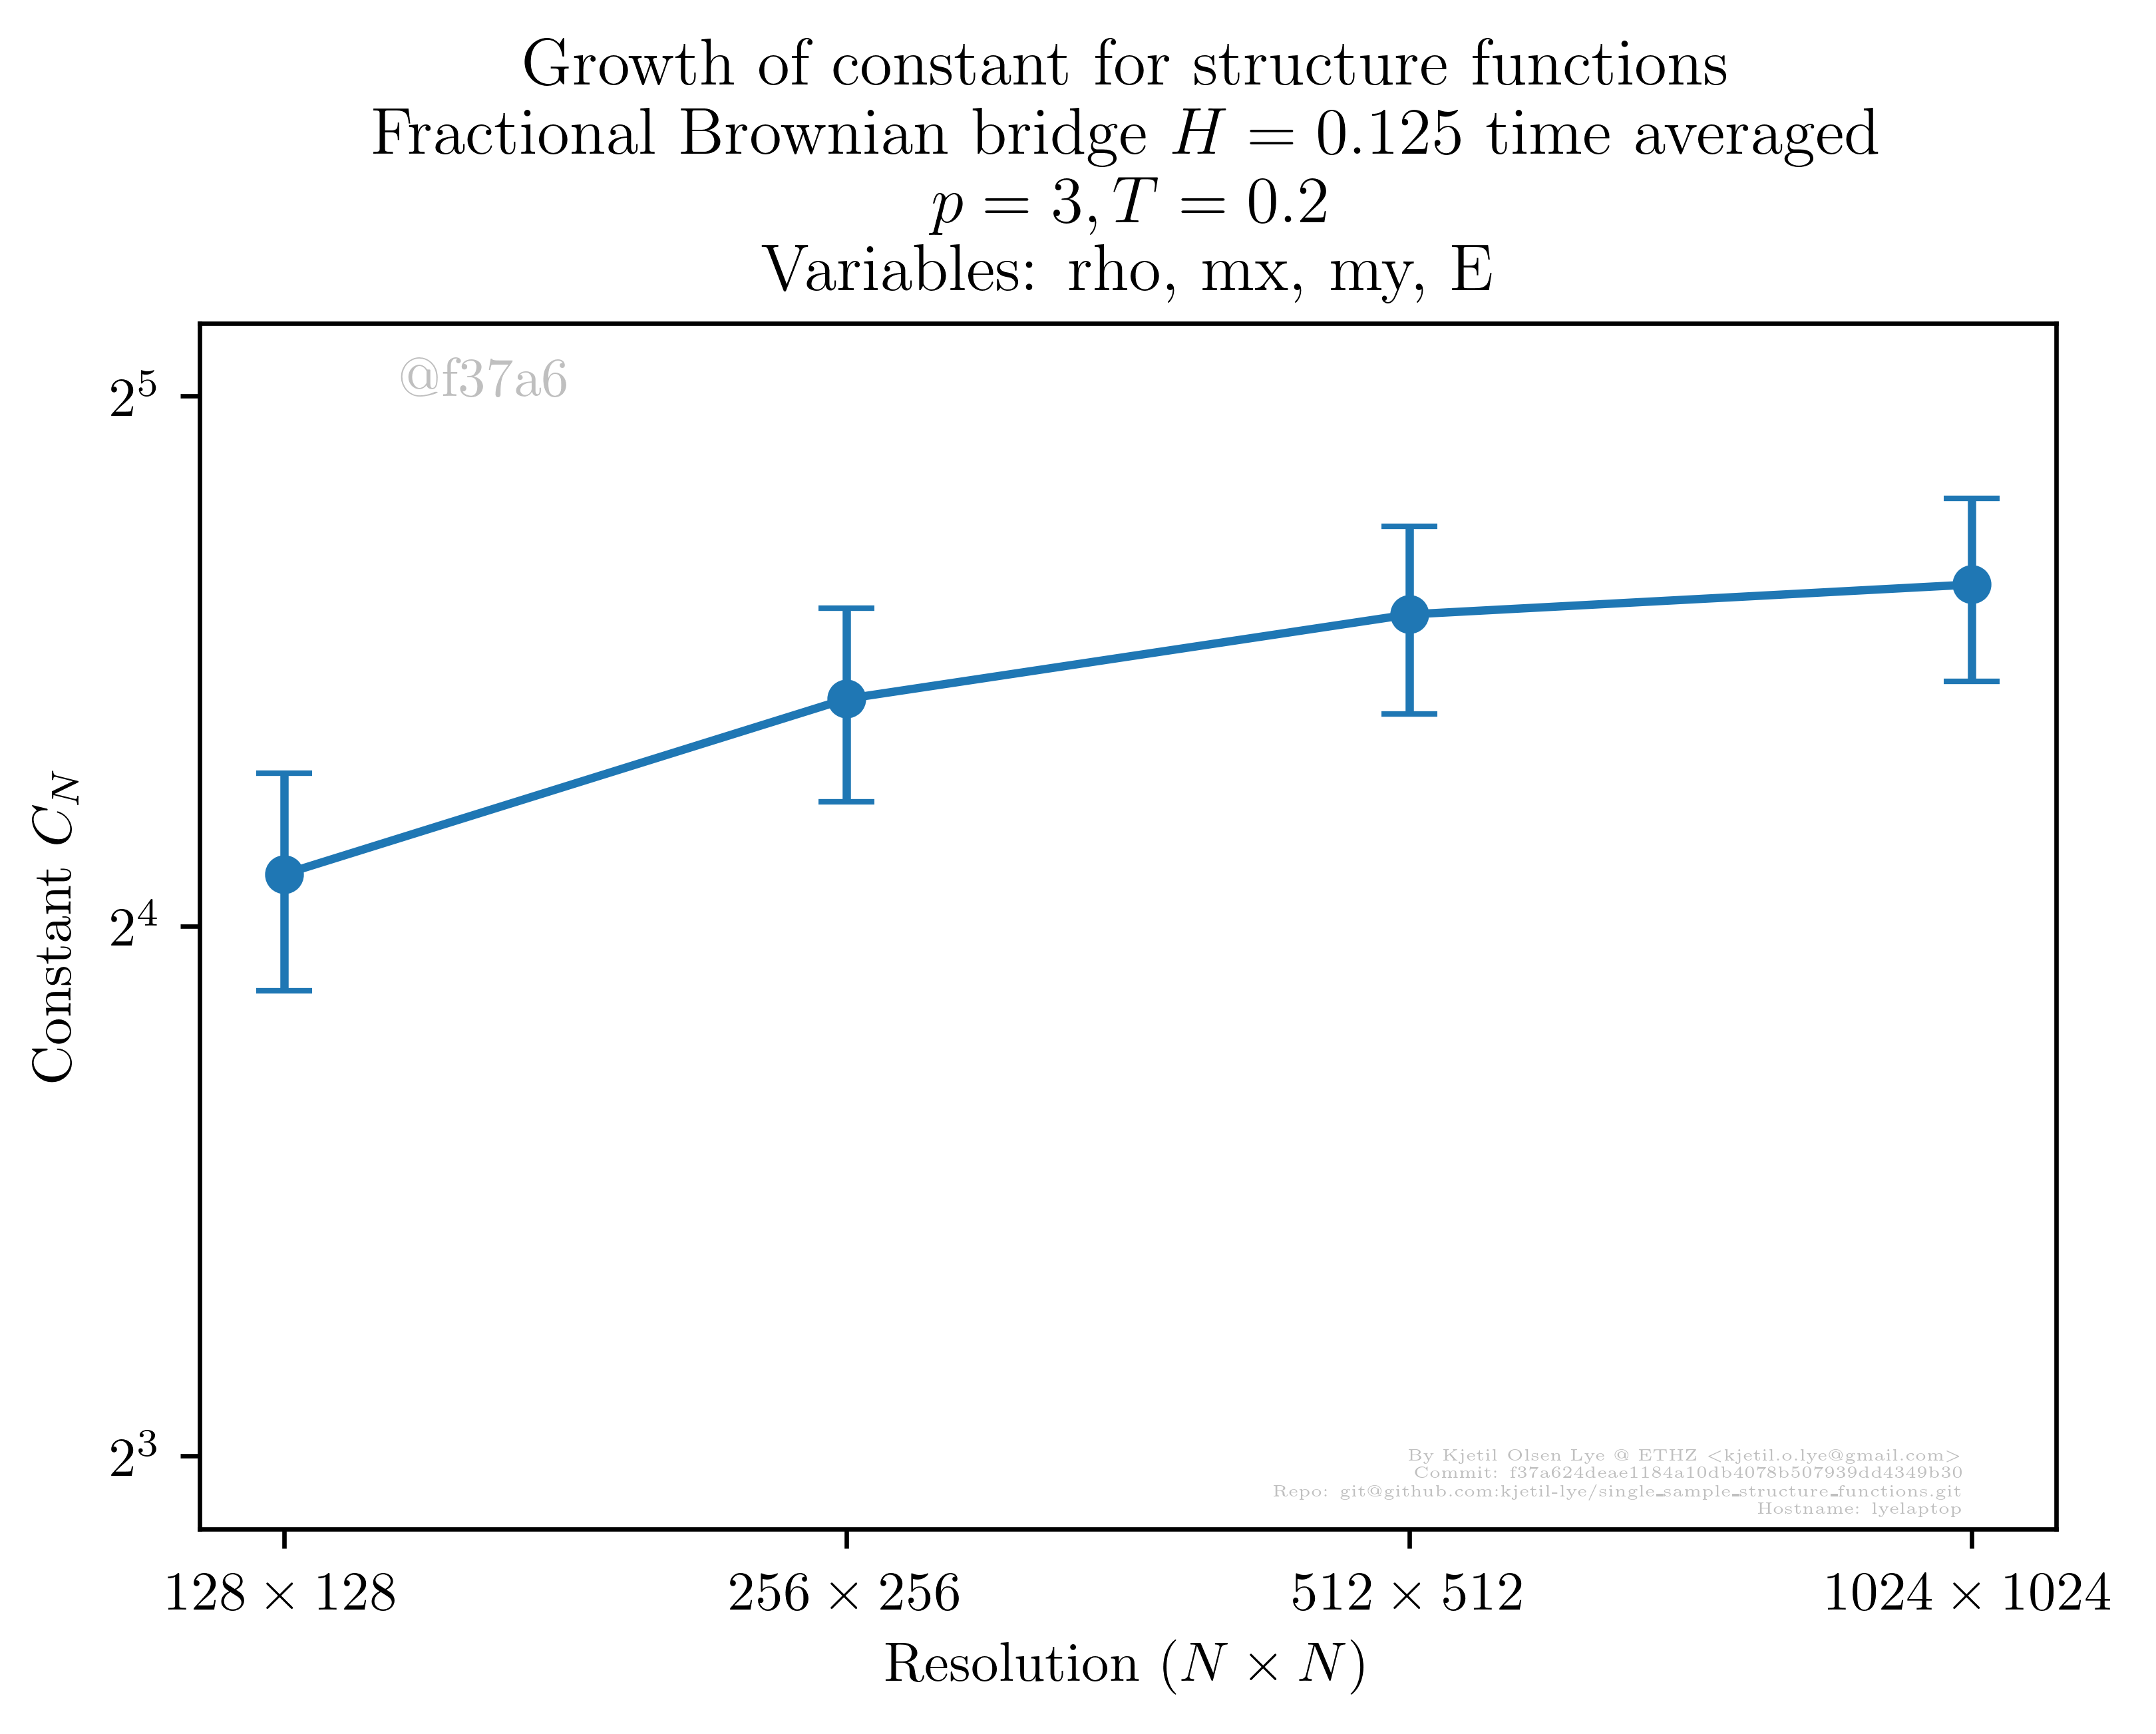 Growth of constant for structure functions
Fractional Brownian bridge H = 0.125 time averaged
p = 3, T = 0.2
Variables: rho, mx, my, E
@f37a6
2^5
2^4
2^3
Constant C_N
By Kjetil Olsen Lye @ ETHZ <kjetil.o.lye@gmail.com>
Commit: f37a624deae1184a10db4078b507939dd4349b30
Repo: git@github.com:kjetil-lye/single_sample_structure_functions.git
Hostname: lyelaptop
128 × 128 256 × 256 512 × 512 1024 × 1024
Resolution (N × N)